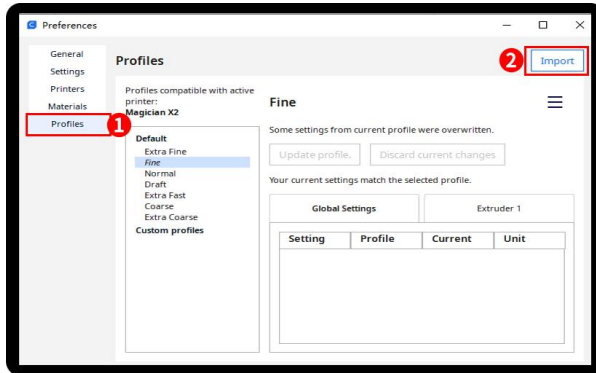 Preferences
General
Settings
Printers
Materials
Profiles
1
Profiles
2
Import
Profiles compatible with active
printer:
Magician X2
Default
Extra Fine
Fine
Normal
Draft
Extra Fast
Coarse
Extra Coarse
Custom profiles
Fine
Some settings from current profile were overwritten.
Update profile.
Discard current changes
Your current settings match the selected profile.
Global Settings
Extruder 1
Setting Profile Current Unit